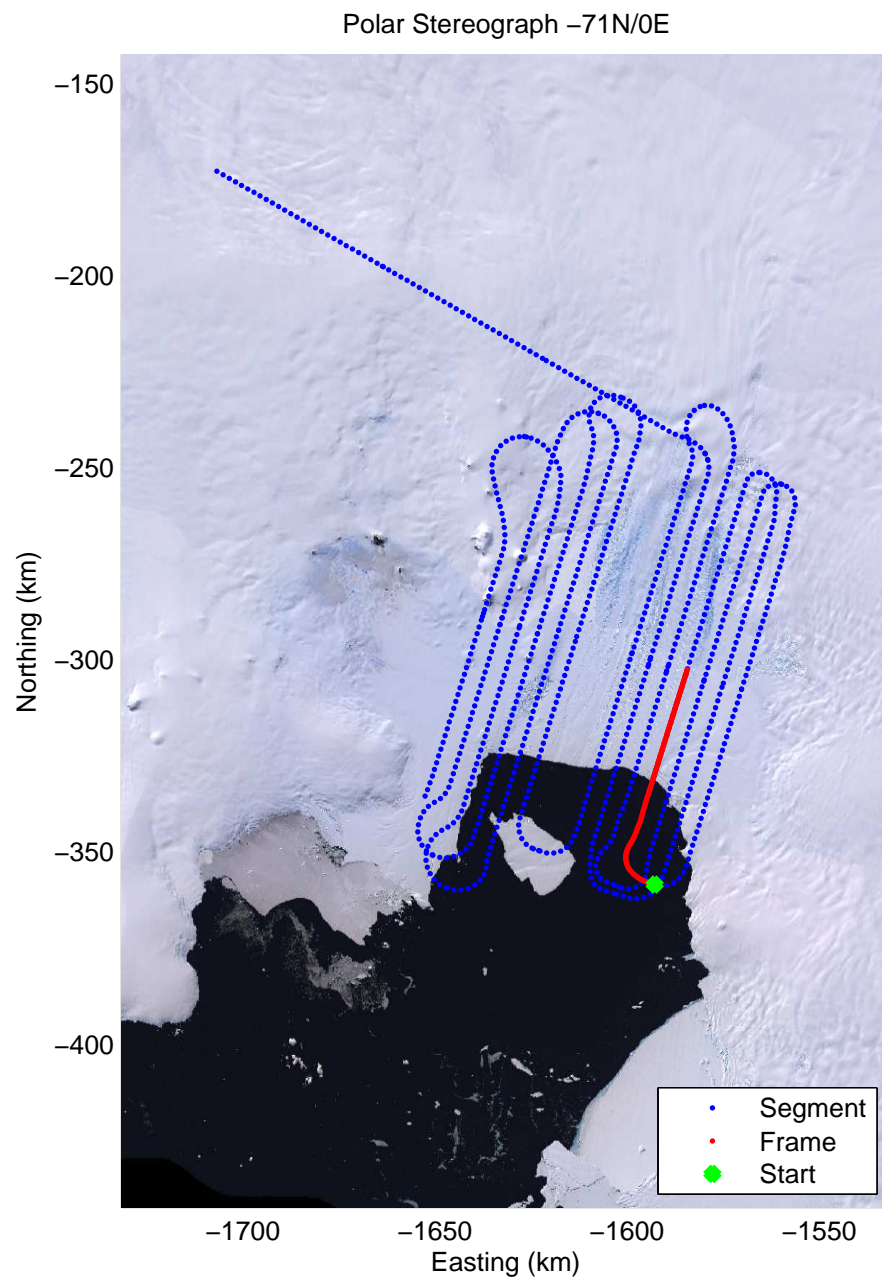 Polar Stereograph −71N/0E
−150
−200
−250
−300
−350
−400
Northing (km)
−1700
−1650
−1600
−1550
Easting (km)
Segment
Frame
Start